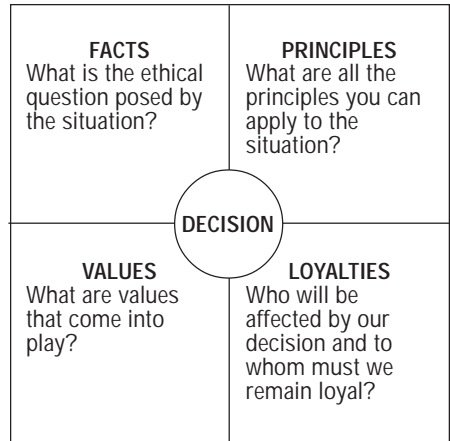 FACTS
What is the ethical
question posed by
the situation?
PRINCIPLES
What are all the
principles you can
apply to the
situation?
DECISION
VALUES
What are values
that come into
play?
LOYALTIES
Who will be
affected by our
decision and to
whom must we
remain loyal?